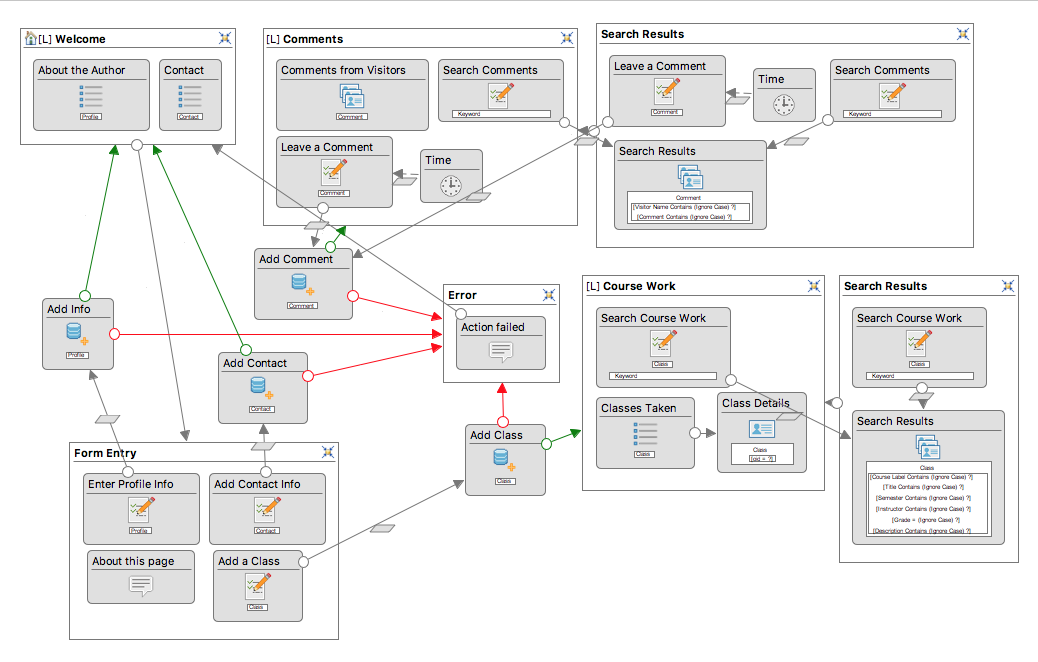 [L] Welcome
About the Author
Profile
Contact
Contact
[L] Comments
Comments from Visitors
Comment
Search Comments
Keyword
Leave a Comment
Comment
Time
Search Results
Leave a Comment
Comment
Time
Search Comments
Keyword
Search Results
Comment
[Visitor Name Contains (Ignore Case) ?]
[Comment Contains (Ignore Case) ?]
Add Comment
Comment
Add Info
Profile
Add Contact
Contact
Error
Action failed
Add Class
Class
[L] Course Work
Search Course Work
Class
Keyword
Classes Taken
Class
Class Details
Class
[oid = ?]
Search Results
Search Course Work
Class
Keyword
Search Results
Class
[Course Label Contains (Ignore Case) ?]
[Title Contains (Ignore Case) ?]
[Semester Contains (Ignore Case) ?]
[Instructor Contains (Ignore Case) ?]
[Grade = (Ignore Case) ?]
[Description Contains (Ignore Case) ?]
Form Entry
Enter Profile Info
Profile
Add Contact Info
Contact
About this page
Add a Class
Class